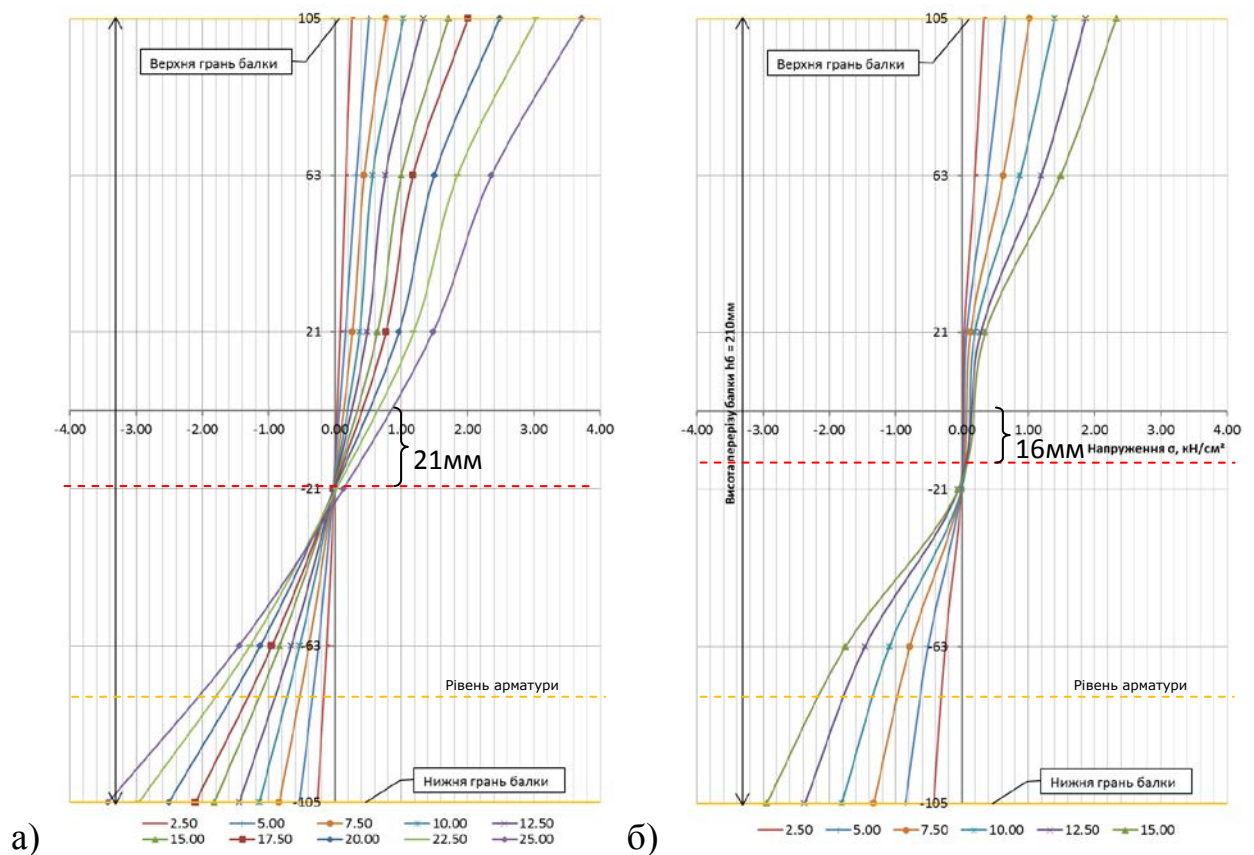 105
Верхня грань балки
63
21
-4.00 -3.00 -2.00 -1.00 0.00 1.00 2.00 3.00 4.00
21мм
-21
-63
Рівень арматури
Нижня грань балки
-105
2.50 5.00 7.50 10.00 12.50
15.00 17.50 20.00 22.50 25.00
а)
105
Верхня грань балки
63
21
Висота перерізу балки hб = 210мм
-4.00 -3.00 -2.00 -1.00 0.00 1.00 2.00 3.00 4.00
16мм
Напруження σ, кН/см²
-21
-63
Рівень арматури
Нижня грань балки
-105
2.50 5.00 7.50 10.00 12.50 15.00
б)